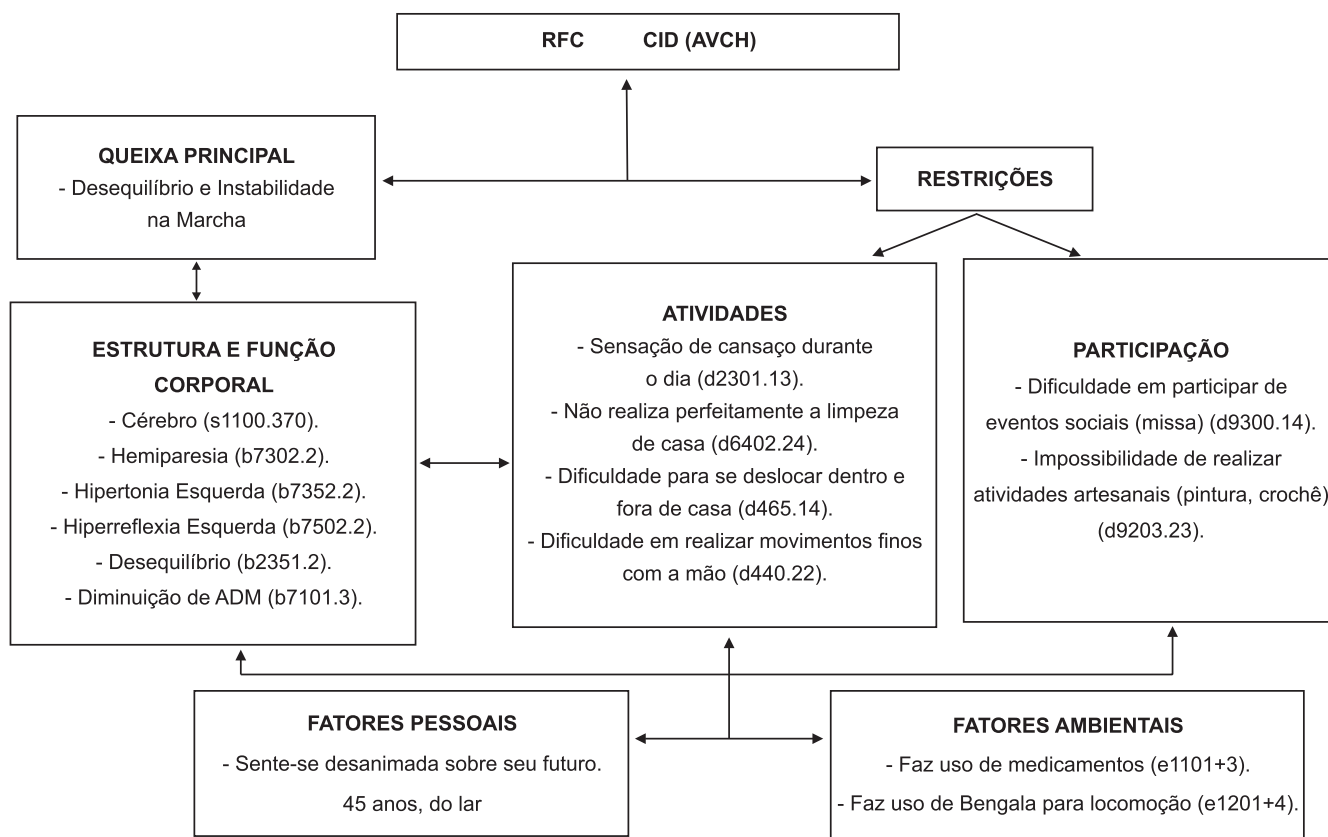 RFC CID (AVCH)
QUEIXA PRINCIPAL
- Desequilíbrio e Instabilidade
na Marcha
RESTRIÇÕES
ESTRUTURA E FUNÇÃO
CORPORAL
- Cérebro (s1100.370).
- Hemiparesia (b7302.2).
- Hipertonia Esquerda (b7352.2).
- Hiperreflexia Esquerda (b7502.2).
- Desequilíbrio (b2351.2).
- Diminuição de ADM (b7101.3).
ATIVIDADES
- Sensação de cansaço durante
o dia (d2301.13).
- Não realiza perfeitamente a limpeza
de casa (d6402.24).
- Dificuldade para se deslocar dentro e
fora de casa (d465.14).
- Dificuldade em realizar movimentos finos
com a mão (d440.22).
PARTICIPAÇÃO
- Dificuldade em participar de
eventos sociais (missa) (d9300.14).
- Impossibilidade de realizar
atividades artesanais (pintura, crochê)
(d9203.23).
FATORES PESSOAIS
- Sente-se desanimada sobre seu futuro.
45 anos, do lar
FATORES AMBIENTAIS
- Faz uso de medicamentos (e1101+3).
- Faz uso de Bengala para locomoção (e1201+4).